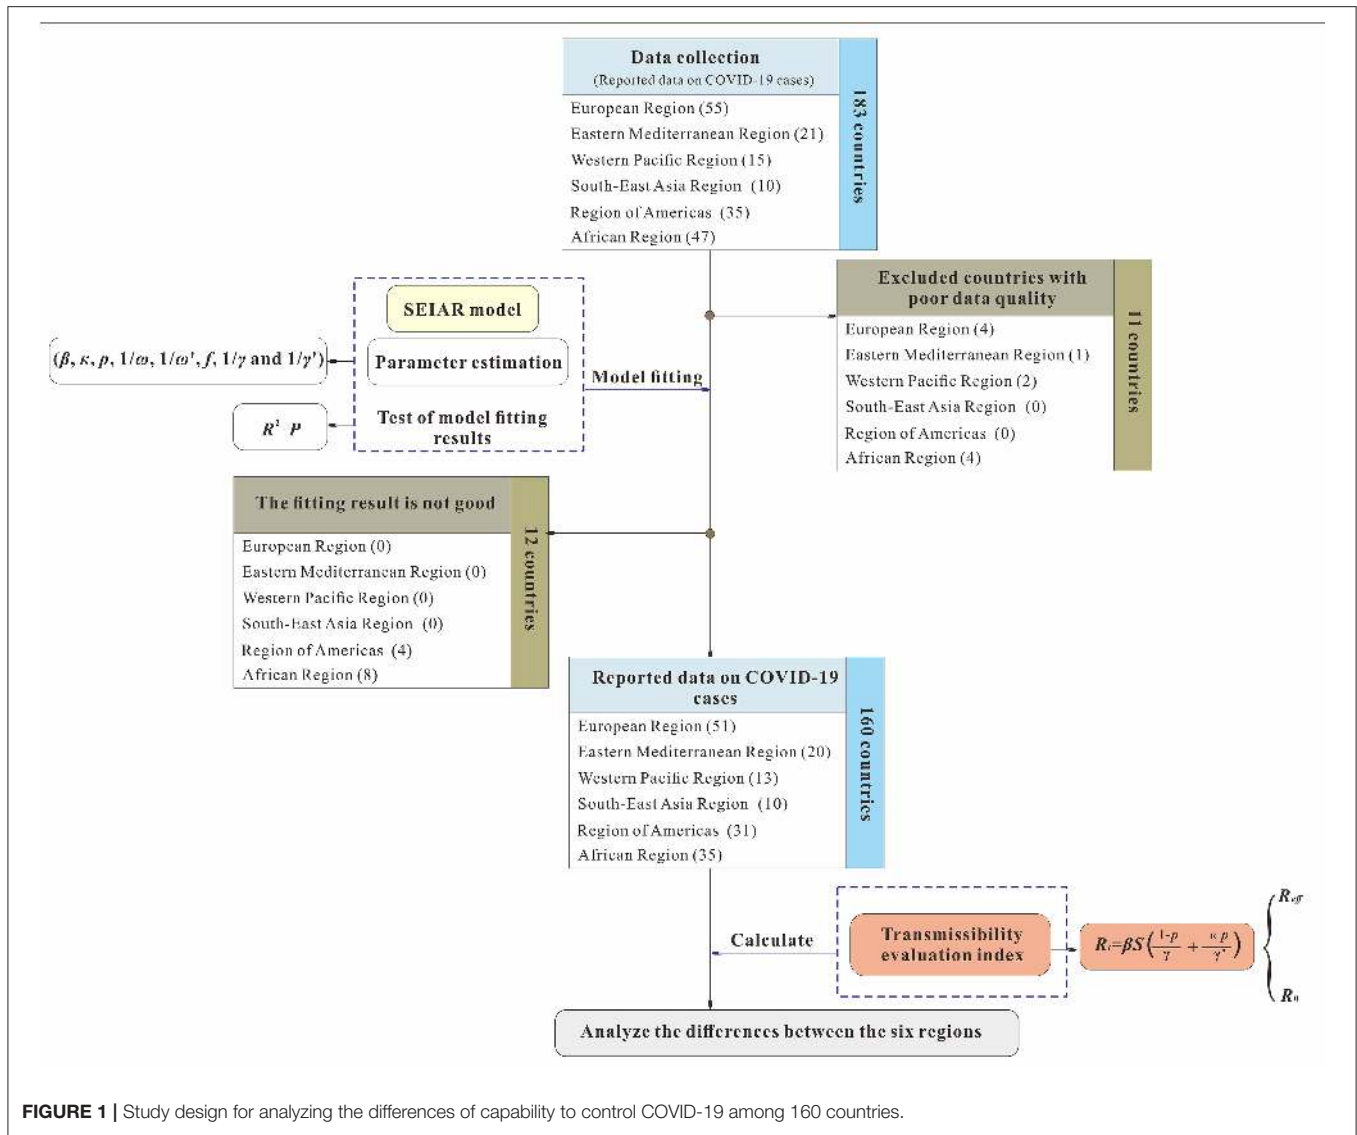 Data collection
(Reported data on COVID-19 cases)
European Region (55)
Eastern Mediterranean Region (21)
Western Pacific Region (15)
South-East Asia Region (10)
Region of Americas (35)
African Region (47)
183 countries
Excluded countries with
poor data quality
European Region (4)
Eastern Mediterranean Region (1)
Western Pacific Region (2)
South-East Asia Region (0)
Region of Americas (0)
African Region (4)
11 countries
SEIAR model
Parameter estimation
(β, κ, p, 1/ω, 1/ω', f, 1/γ and 1/γ')
Test of model fitting
results
R² P
Model fitting
The fitting result is not good
European Region (0)
Eastern Mediterranean Region (0)
Western Pacific Region (0)
South-East Asia Region (0)
Region of Americas (4)
African Region (8)
12 countries
Reported data on COVID-19
cases
European Region (51)
Eastern Mediterranean Region (20)
Western Pacific Region (13)
South-East Asia Region (10)
Region of Americas (31)
African Region (35)
160 countries
Calculate
Transmissibility
evaluation index
Rᵢ=βS((1-p)/γ + κp/γ')
R_eff
R₀
Analyze the differences between the six regions
FIGURE 1 | Study design for analyzing the differences of capability to control COVID-19 among 160 countries.